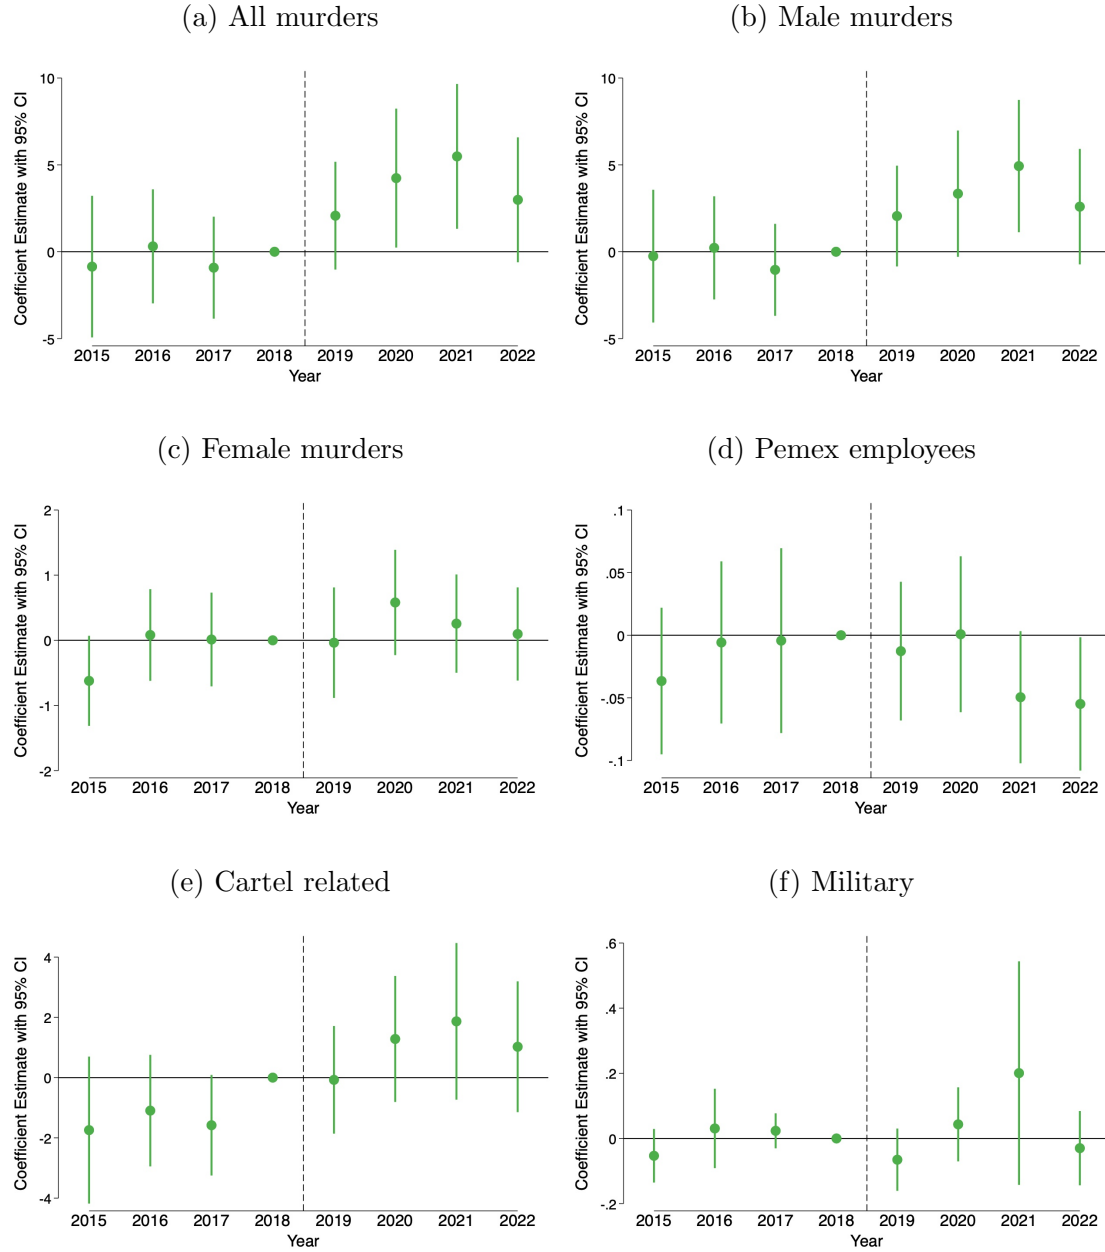 (a) All murders
Coefficient Estimate with 95% CI
10
5
0
-5
2015 2016 2017 2018 2019 2020 2021 2022
Year
(b) Male murders
Coefficient Estimate with 95% CI
10
5
0
-5
2015 2016 2017 2018 2019 2020 2021 2022
Year
(c) Female murders
Coefficient Estimate with 95% CI
2
1
0
-1
-2
2015 2016 2017 2018 2019 2020 2021 2022
Year
(d) Pemex employees
Coefficient Estimate with 95% CI
.1
.05
0
-.05
-.1
2015 2016 2017 2018 2019 2020 2021 2022
Year
(e) Cartel related
Coefficient Estimate with 95% CI
4
2
0
-2
-4
2015 2016 2017 2018 2019 2020 2021 2022
Year
(f) Military
Coefficient Estimate with 95% CI
.6
.4
.2
0
-.2
2015 2016 2017 2018 2019 2020 2021 2022
Year